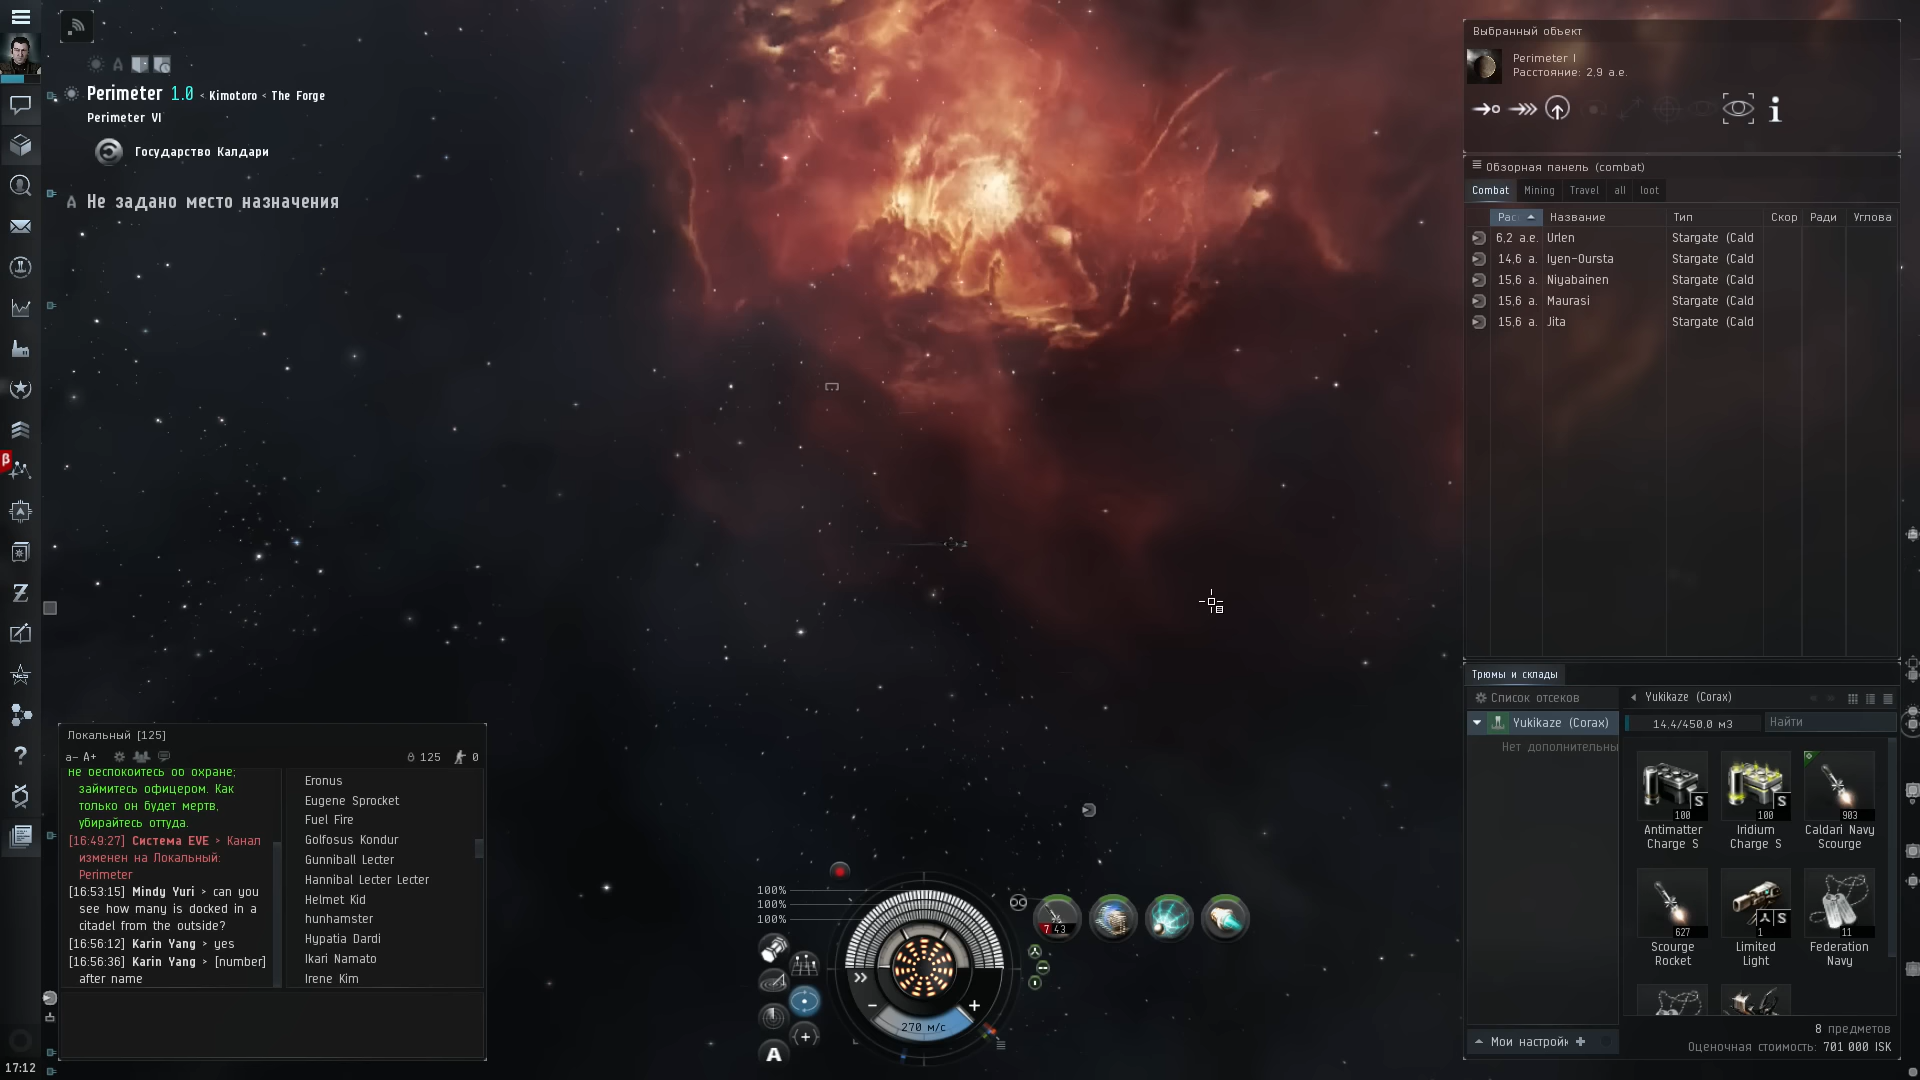 Perimeter 1.0 < Kimotoro < The Forge
Perimeter VI
Государство Калдари
Не задано место назначения
Выбранный объект
Perimeter I
Расстояние: 2,9 а.е.
Обзорная панель (combat)
Combat Mining Travel all loot
Рас Название Тип Скор Ради Углова
6,2 а.е. Urlen Stargate (Cald
14,6 а. Iyen-Oursta Stargate (Cald
15,6 а. Niyabainen Stargate (Cald
15,6 а. Maurasi Stargate (Cald
15,6 а. Jita Stargate (Cald
β
NES
17:12
Локальный [125]
a- A+ 125 0
Не беспокойтесь об охране;
займитесь офицером. Как
только он будет мертв,
убирайтесь оттуда.
[16:49:27] Система EVE > Канал
изменен на Локальный:
Perimeter
[16:53:15] Mindy Yuri > can you
see how many is docked in a
citadel from the outside?
[16:56:12] Karin Yang > yes
[16:56:36] Karin Yang > [number]
after name
Eronus
Eugene Sprocket
Fuel Fire
Golfosus Kondur
Gunniball Lecter
Hannibal Lecter Lecter
Helmet Kid
hunhamster
Hypatia Dardi
Ikari Namato
Irene Kim
100%
100%
100%
7 43
270 м/с
A
Трюмы и склады
Список отсеков
Yukikaze (Corax)
Нет дополнительны
Мои настройк
Yukikaze (Corax)
14,4/450,0 м3
Найти
S S
100 100 903
Antimatter Charge S
Iridium Charge S
Caldari Navy Scourge
S
627 1 11
Scourge Rocket
Limited Light
Federation Navy
8 предметов
Оценочная стоимость: 701 000 ISK